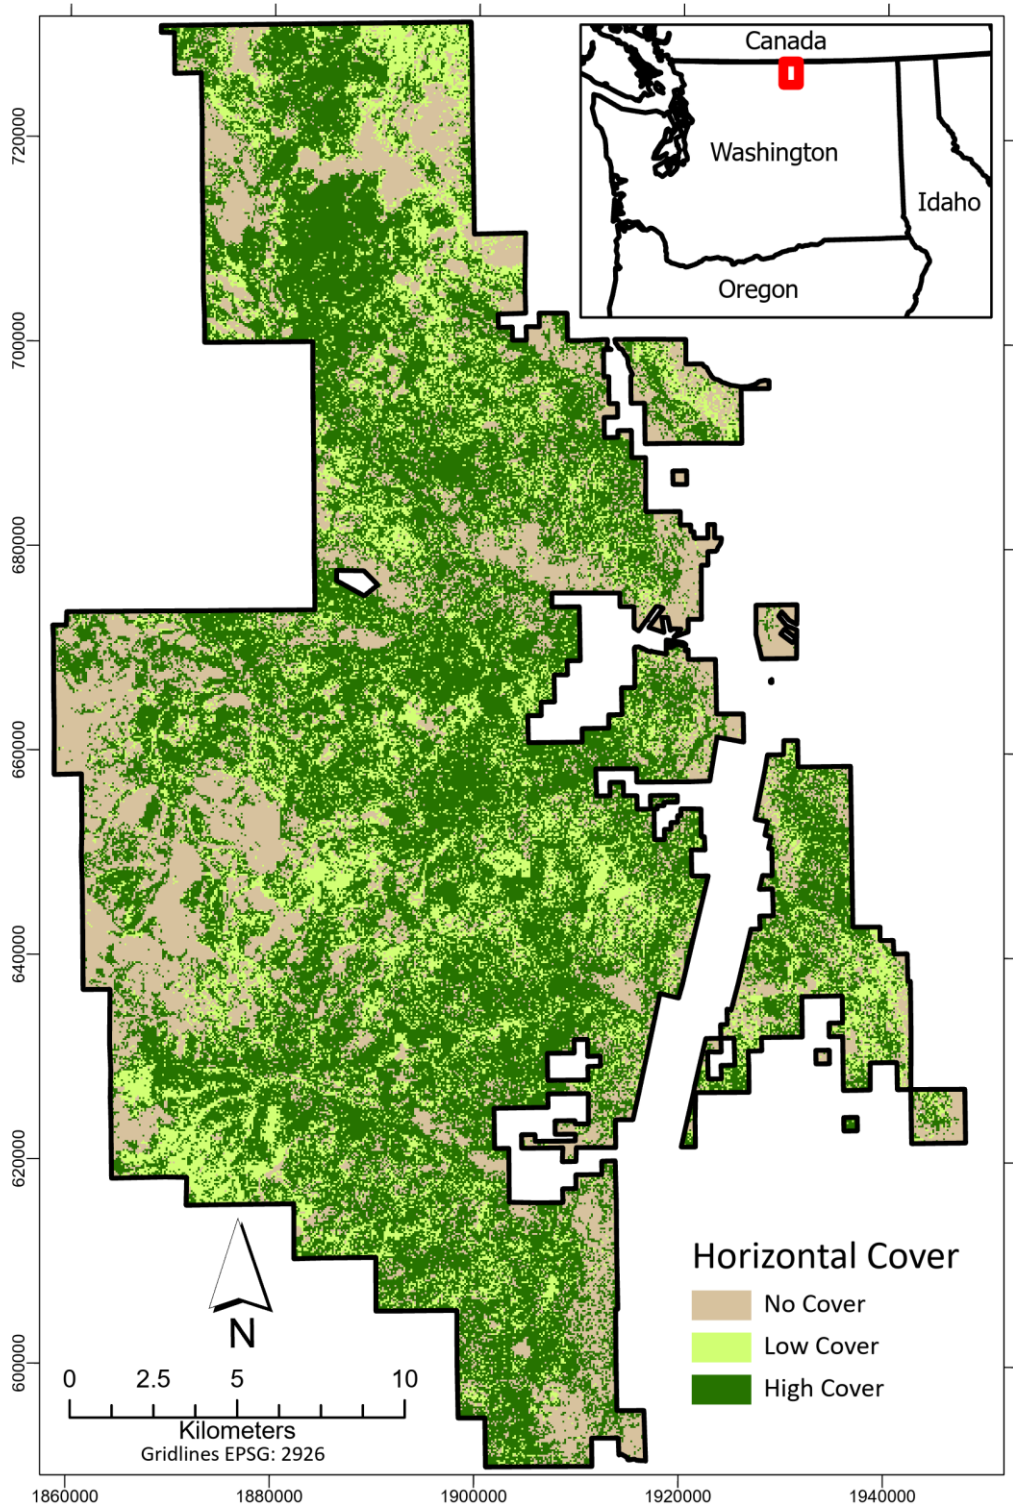 Canada
Washington
Idaho
Oregon
720000
700000
680000
660000
640000
620000
600000
Horizontal Cover
No Cover
Low Cover
High Cover
N
0 2.5 5 10
Kilometers
Gridlines EPSG: 2926
1860000 1880000 1900000 1920000 1940000